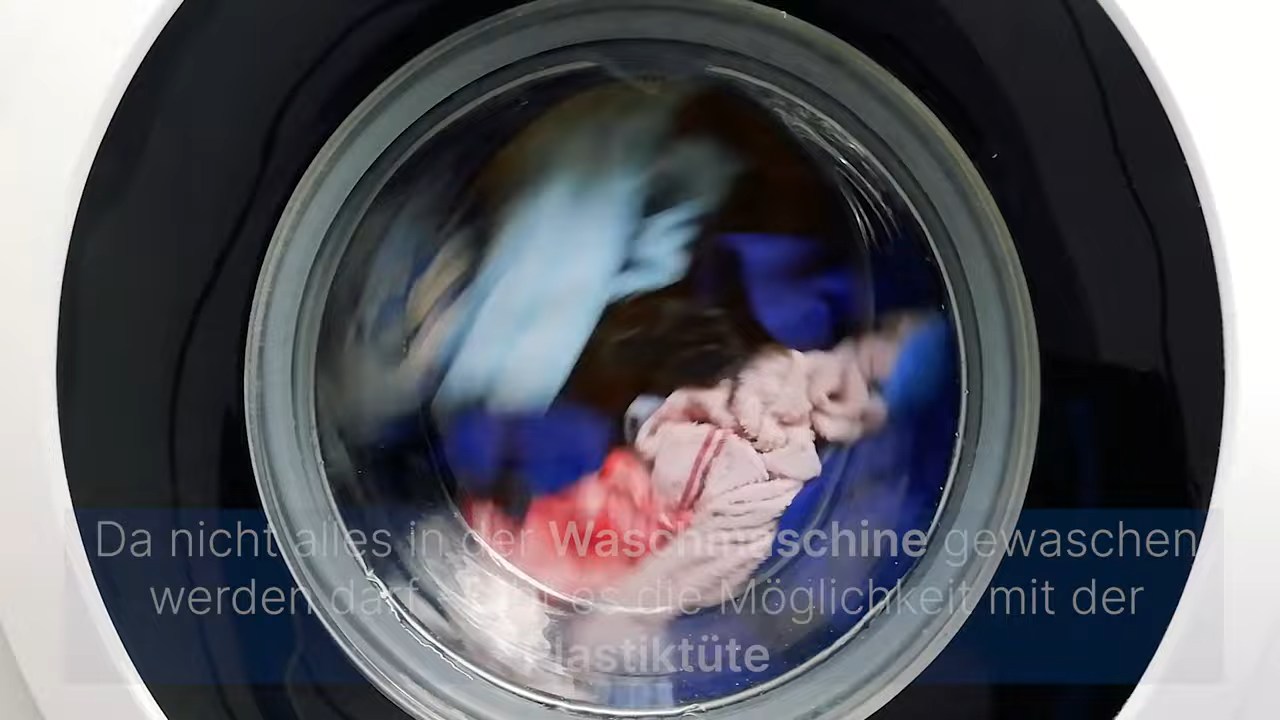 Da nicht alles in der Waschmaschine gewaschen
werden darf es die Möglichkeit mit der
Plastiktüte